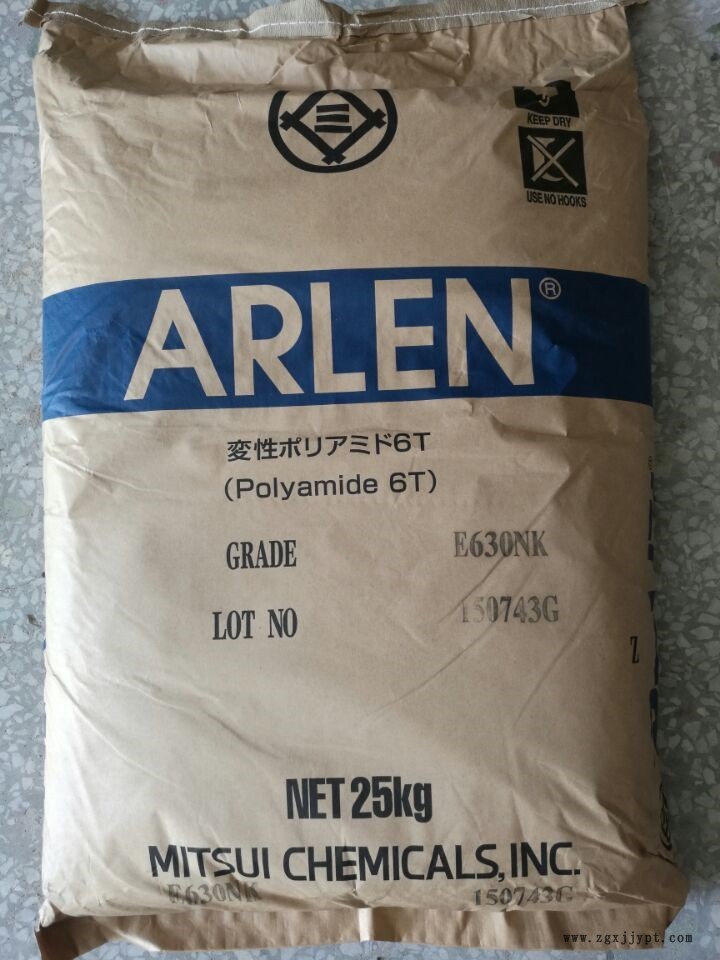 KEEP DRY
USE NO HOOKS
ARLEN®
変性ポリアミド6T
(Polyamide 6T)
GRADE E630NK
LOT NO 150743G
Z
NET 25kg
MITSUI CHEMICALS, INC.
E630NK 150743G
www.zgxjjypt.com